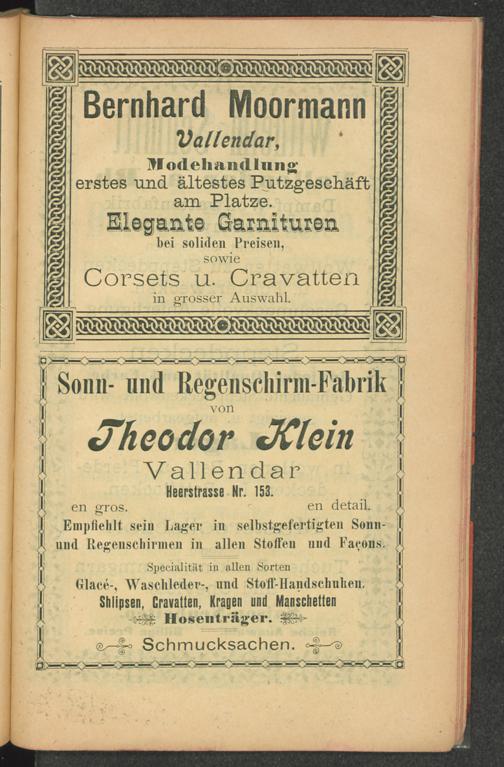 Bernhard Moormann
Vallendar,
Modehandlung
erstes und ältestes Putzgeschäft
am Platze.
Elegante Garnituren
bei soliden Preisen,
sowie
Corsets u. Cravatten
in grosser Auswahl.
Sonn- und Regenschirm-Fabrik
von
Theodor Klein
Vallendar
Heerstrasse Nr. 153.
en gros. en detail.
Empfiehlt sein Lager in selbstgefertigten Sonn-
und Regenschirmen in allen Stoffen und Façons.
Specialität in allen Sorten
Glacé-, Waschleder-, und Stoff-Handschuhen.
Shlipsen, Cravatten, Kragen und Manschetten
Hosenträger.
Schmucksachen.